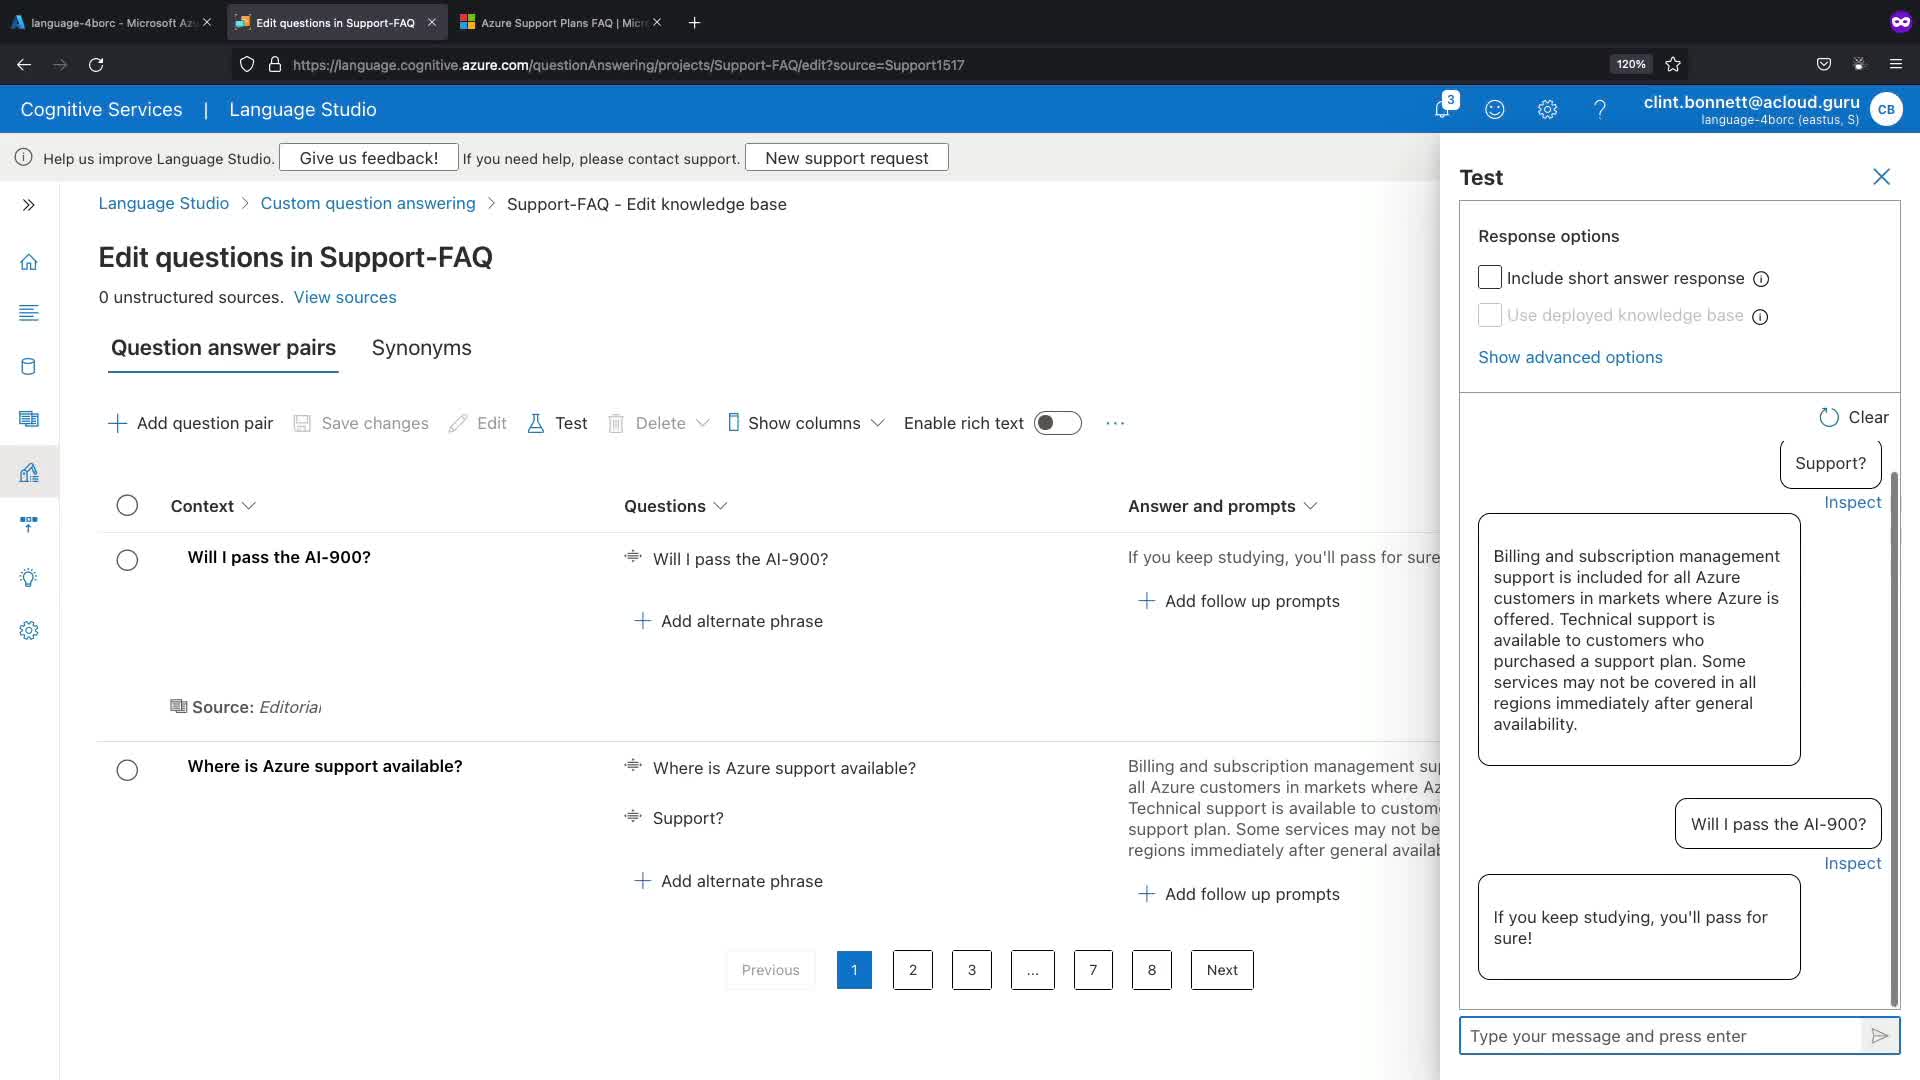 language-4borc - Microsoft Az
Edit questions in Support-FAQ
Azure Support Plans FAQ | Micr
https://language.cognitive.azure.com/questionAnswering/projects/Support-FAQ/edit?source=Support1517
120%
Cognitive Services | Language Studio
3
clint.bonnett@acloud.guru
language-4borc (eastus, S)
CB
Help us improve Language Studio. Give us feedback! If you need help, please contact support. New support request
Language Studio > Custom question answering > Support-FAQ - Edit knowledge base
Edit questions in Support-FAQ
0 unstructured sources. View sources
Question answer pairs Synonyms
Add question pair Save changes Edit Test Delete Show columns Enable rich text ...
Context Questions Answer and prompts
Will I pass the AI-900?
Will I pass the AI-900?
If you keep studying, you'll pass for sure
Add follow up prompts
Add alternate phrase
Source: Editorial
Where is Azure support available?
Where is Azure support available?
Support?
Add alternate phrase
Billing and subscription management su
all Azure customers in markets where Az
Technical support is available to custom
support plan. Some services may not be
regions immediately after general availab
Add follow up prompts
Previous 1 2 3 ... 7 8 Next
Test
Response options
Include short answer response
Use deployed knowledge base
Show advanced options
Clear
Support?
Inspect
Billing and subscription management
support is included for all Azure
customers in markets where Azure is
offered. Technical support is
available to customers who
purchased a support plan. Some
services may not be covered in all
regions immediately after general
availability.
Will I pass the AI-900?
Inspect
If you keep studying, you'll pass for
sure!
Type your message and press enter